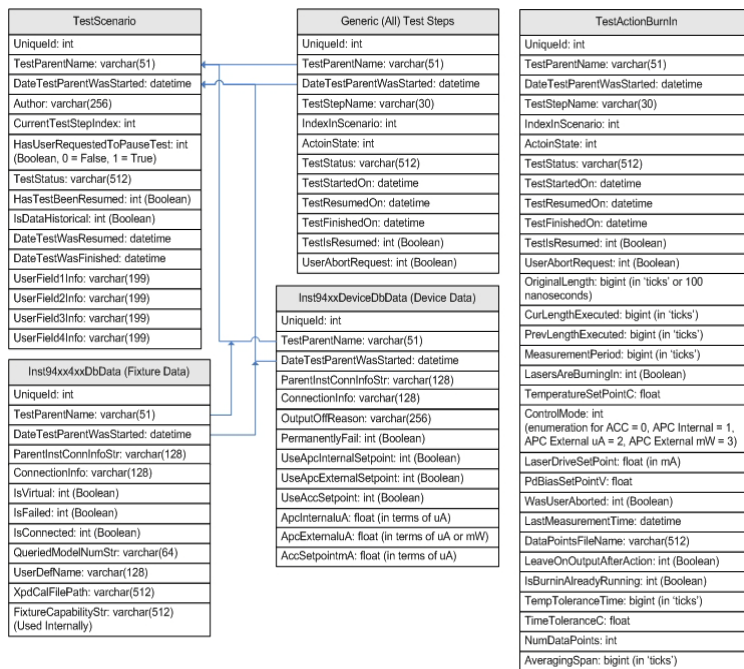 TestScenario
UniqueId: int
TestParentName: varchar(51)
DateTestParentWasStarted: datetime
Author: varchar(256)
CurrentTestStepIndex: int
HasUserRequestedToPauseTest: int
(Boolean, 0 = False, 1 = True)
TestStatus: varchar(512)
HasTestBeenResumed: int (Boolean)
IsDataHistorical: int (Boolean)
DateTestWasResumed: datetime
DateTestWasFinished: datetime
UserField1Info: varchar(199)
UserField2Info: varchar(199)
UserField3Info: varchar(199)
UserField4Info: varchar(199)
Inst94xx4xxDbData (Fixture Data)
UniqueId: int
TestParentName: varchar(51)
DateTestParentWasStarted: datetime
ParentInstConnInfoStr: varchar(128)
ConnectionInfo: varchar(128)
IsVirtual: int (Boolean)
IsFailed: int (Boolean)
IsConnected: int (Boolean)
QueriedModelNumStr: varchar(64)
UserDefName: varchar(128)
XpdCalFilePath: varchar(512)
FixtureCapabilityStr: varchar(512)
(Used Internally)
Generic (All) Test Steps
UniqueId: int
TestParentName: varchar(51)
DateTestParentWasStarted: datetime
TestStepName: varchar(30)
IndexInScenario: int
ActoinState: int
TestStatus: varchar(512)
TestStartedOn: datetime
TestResumedOn: datetime
TestFinishedOn: datetime
TestIsResumed: int (Boolean)
UserAbortRequest: int (Boolean)
Inst94xxDeviceDbData (Device Data)
UniqueId: int
TestParentName: varchar(51)
DateTestParentWasStarted: datetime
ParentInstConnInfoStr: varchar(128)
ConnectionInfo: varchar(128)
OutputOffReason: varchar(256)
PermanentlyFail: int (Boolean)
UseApcInternalSetpoint: int (Boolean)
UseApcExternalSetpoint: int (Boolean)
UseAccSetpoint: int (Boolean)
ApcInternaluA: float (in terms of uA)
ApcExternaluA: float (in terms of uA or mW)
AccSetpointmA: float (in terms of uA)
TestActionBurnIn
UniqueId: int
TestParentName: varchar(51)
DateTestParentWasStarted: datetime
TestStepName: varchar(30)
IndexInScenario: int
ActoinState: int
TestStatus: varchar(512)
TestStartedOn: datetime
TestResumedOn: datetime
TestFinishedOn: datetime
TestIsResumed: int (Boolean)
UserAbortRequest: int (Boolean)
OriginalLength: bigint (in 'ticks' or 100
nanoseconds)
CurLengthExecuted: bigint (in 'ticks')
PrevLengthExecuted: bigint (in 'ticks')
MeasurementPeriod: bigint (in 'ticks')
LasersAreBurningIn: int (Boolean)
TemperatureSetPointC: float
ControlMode: int
(enumeration for ACC = 0, APC Internal = 1,
APC External uA = 2, APC External mW = 3)
LaserDriveSetPoint: float (in mA)
PdBiasSetPointV: float
WasUserAborted: int (Boolean)
LastMeasurementTime: datetime
DataPointsFileName: varchar(512)
LeaveOnOutputAfterAction: int (Boolean)
IsBurninAlreadyRunning: int (Boolean)
TempToleranceTime: bigint (in 'ticks')
TimeToleranceC: float
NumDataPoints: int
AveragingSpan: bigint (in 'ticks')